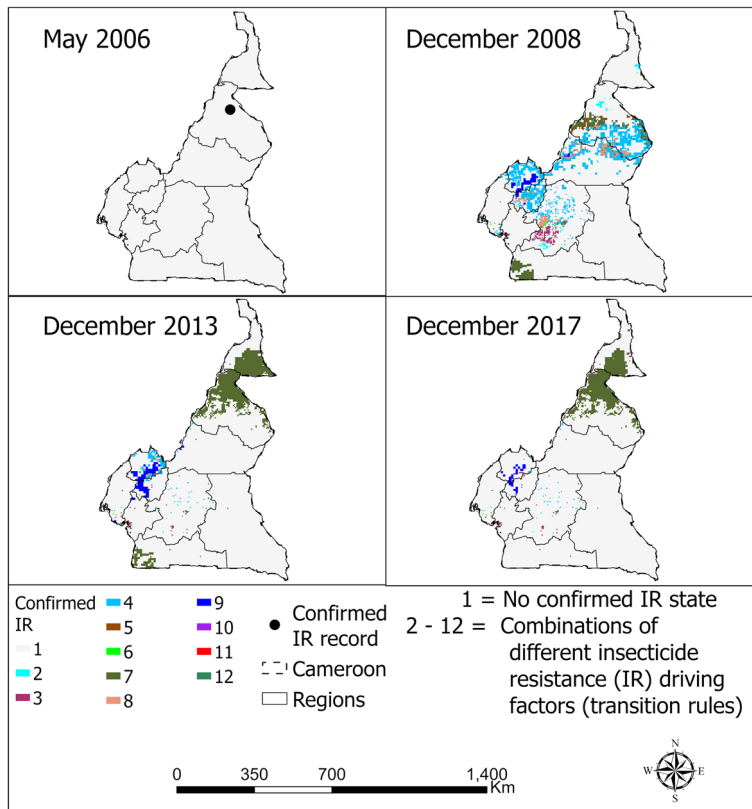 May 2006
December 2008
December 2013
December 2017
Confirmed
IR
1
2
3
4
5
6
7
8
9
10
11
12
Confirmed
IR record
Cameroon
Regions
1 = No confirmed IR state
2 - 12 = Combinations of
different insecticide
resistance (IR) driving
factors (transition rules)
0 350 700 1,400
Km
N
W E
S